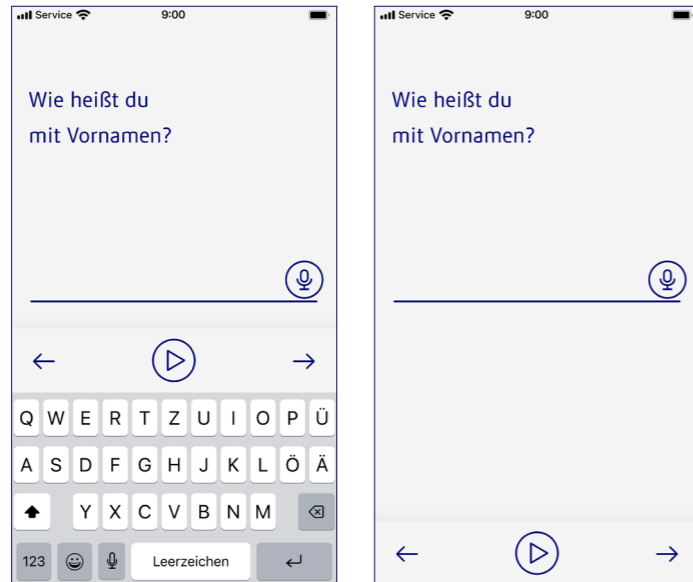 Service 9:00
Wie heißt du
mit Vornamen?
Q W E R T Z U I O P Ü
A S D F G H J K L Ö Ä
Y X C V B N M
123 Leerzeichen
Service 9:00
Wie heißt du
mit Vornamen?